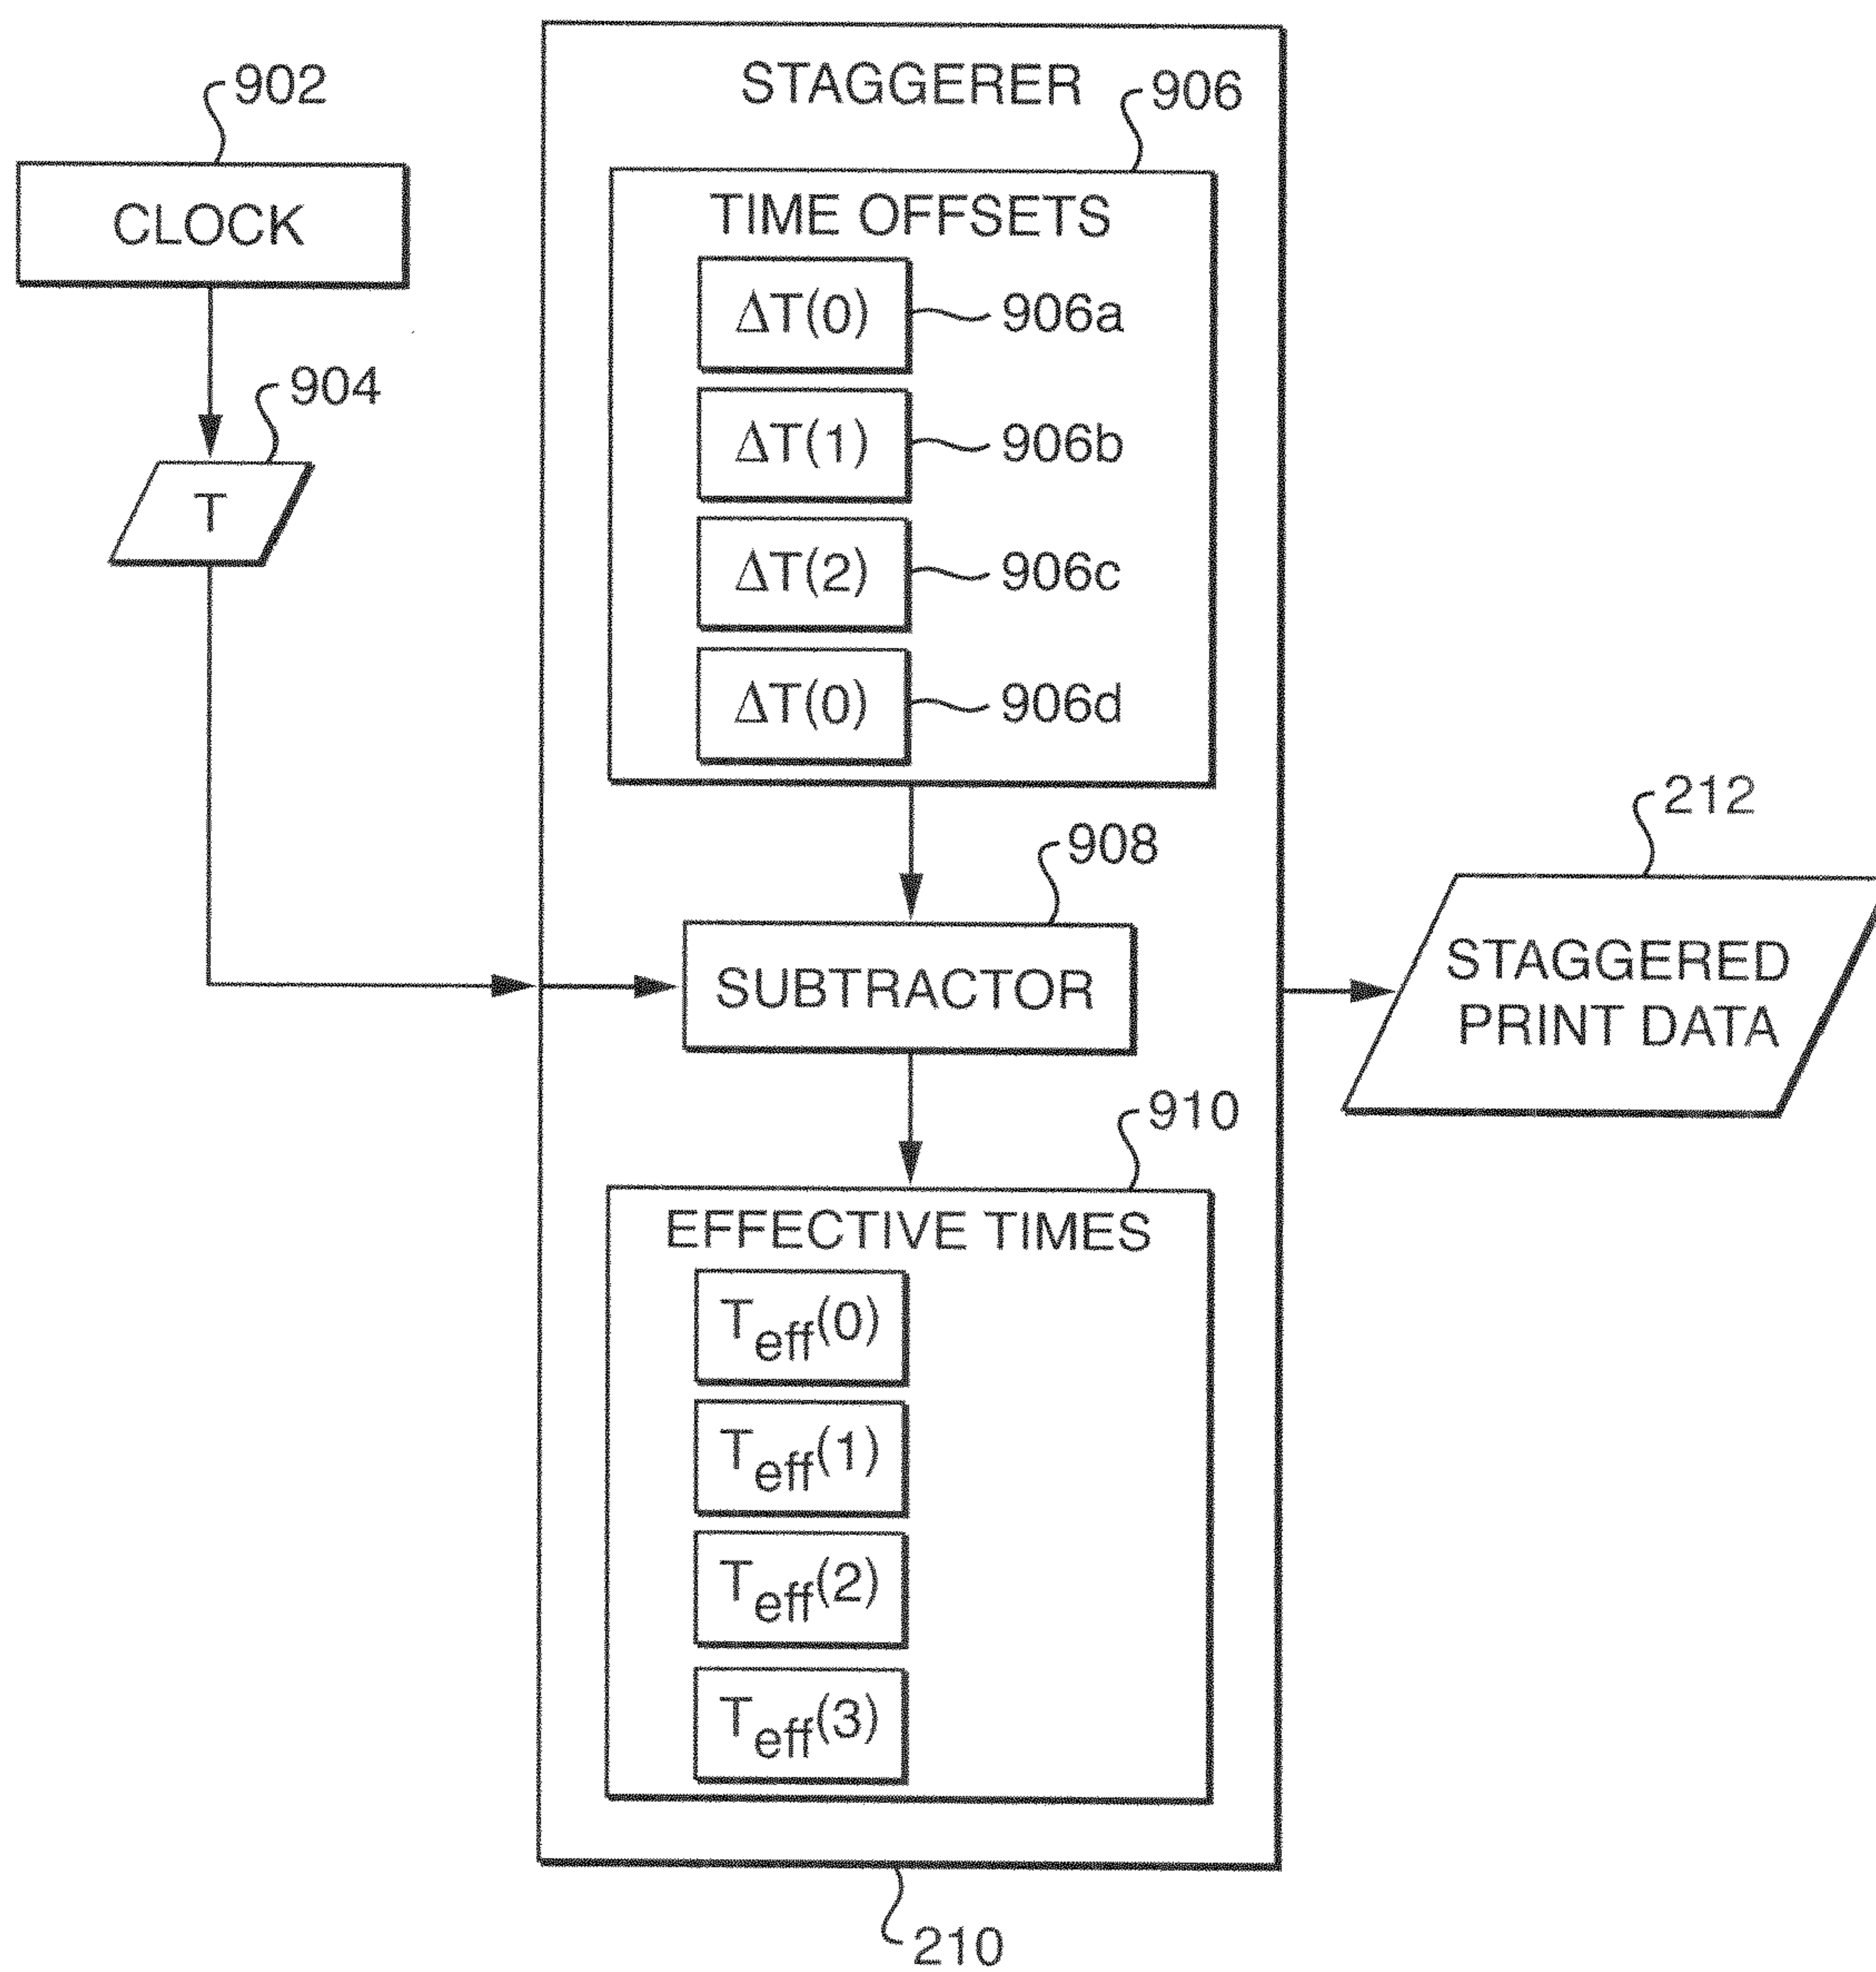 902
CLOCK
904
T
STAGGERER
906
TIME OFFSETS
ΔT(0)
906a
ΔT(1)
906b
ΔT(2)
906c
ΔT(0)
906d
908
SUBTRACTOR
212
STAGGERED
PRINT DATA
910
EFFECTIVE TIMES
Teff(0)
Teff(1)
Teff(2)
Teff(3)
210